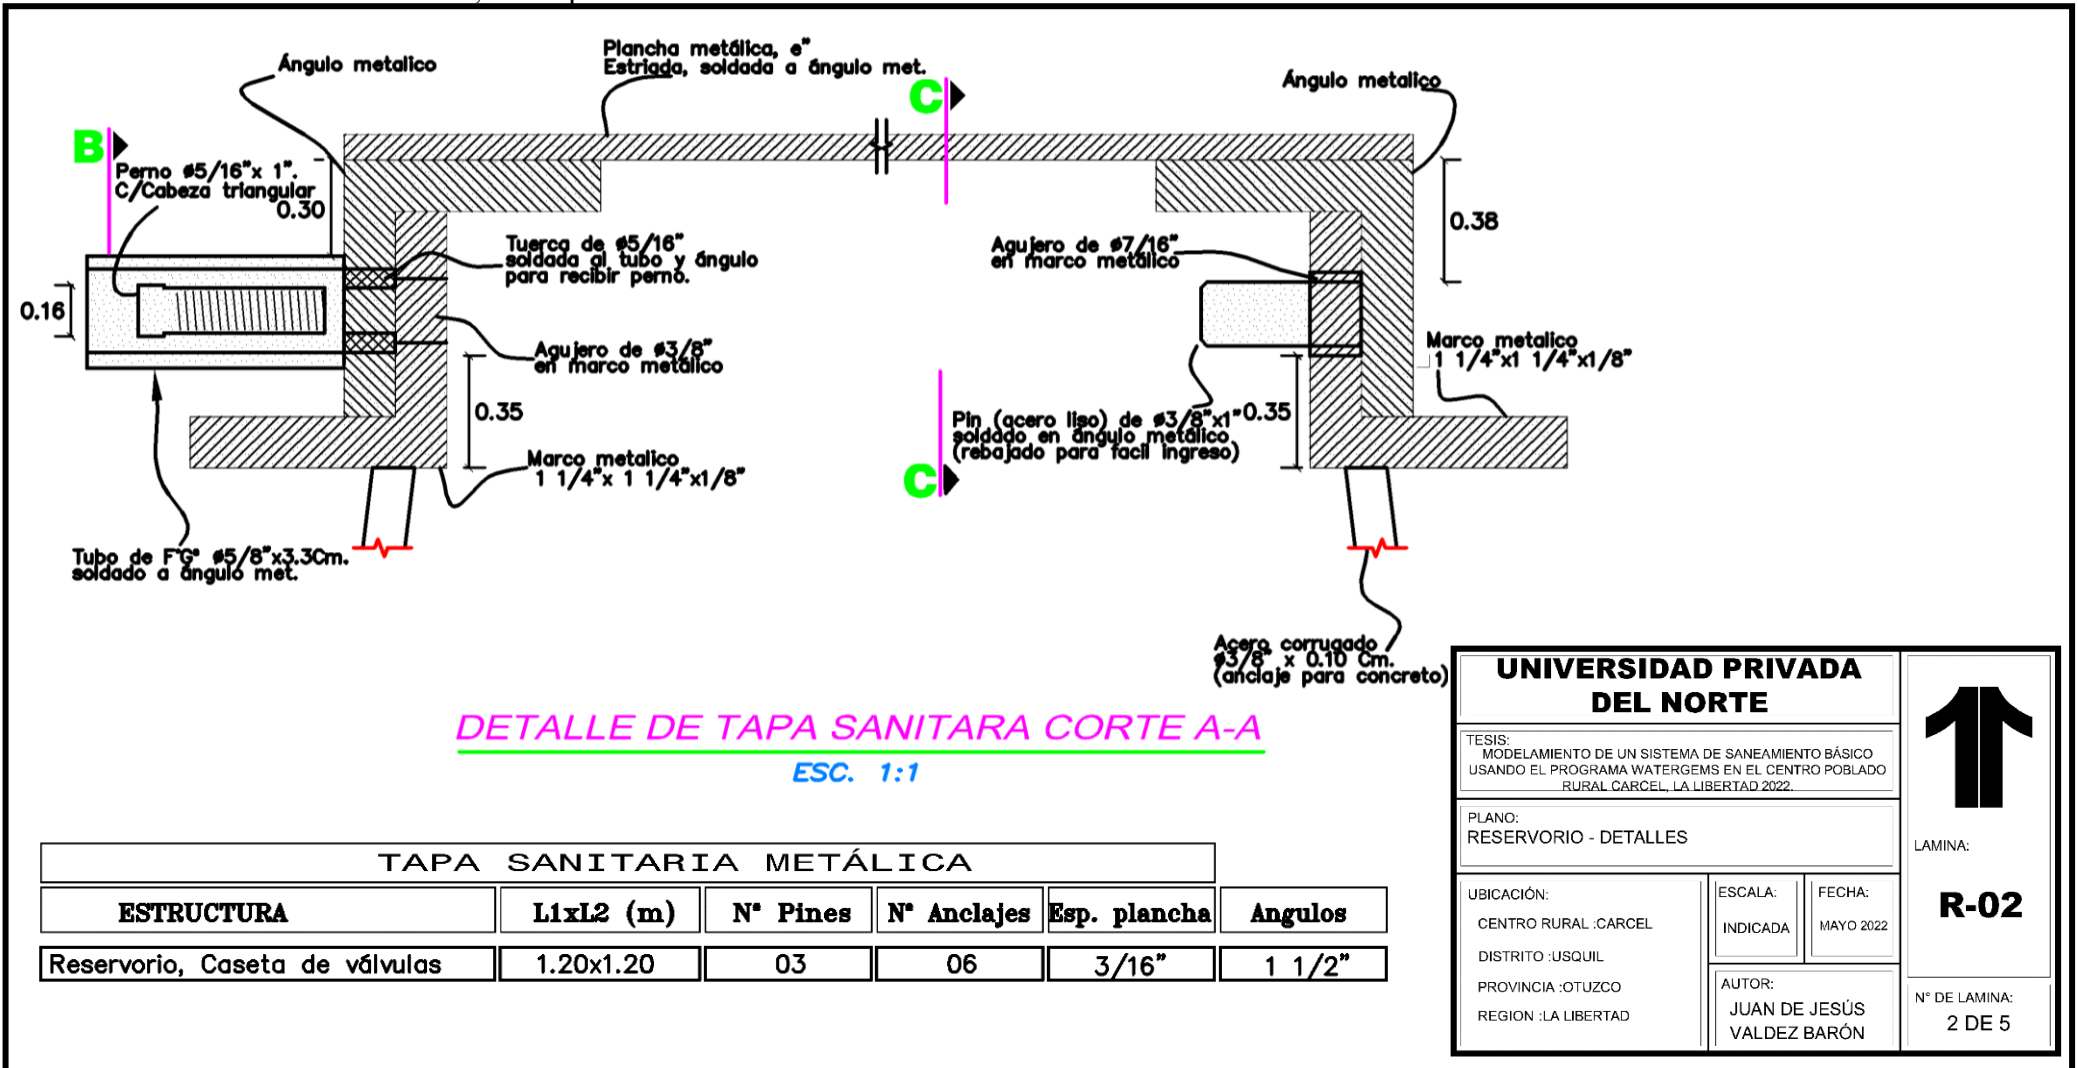 Ángulo metalico
Plancha metálica, e"
Estriada, soldada a ángulo met.
C
Ángulo metalico
B
Perno ø5/16"x 1".
C/Cabeza triangular
0.30
0.38
Tuerca de ø5/16"
soldada al tubo y ángulo
para recibir perno.
Agujero de ø7/16"
en marco metálico
0.16
Agujero de ø3/8"
en marco metálico
Marco metalico
1 1/4"x1 1/4"x1/8"
0.35
Pin (acero liso) de ø3/8"x1"
soldado en ángulo metálico
(rebajado para facil ingreso)
0.35
Marco metalico
1 1/4"x 1 1/4"x1/8"
C
Tubo de F°G° ø5/8"x3.3Cm.
soldado a ángulo met.
Acero corrugado
ø3/8" x 0.10 Cm.
(anclaje para concreto)
DETALLE DE TAPA SANITARA CORTE A-A
ESC. 1:1
TAPA SANITARIA METÁLICA
ESTRUCTURA L1xL2 (m) N° Pines N° Anclajes Esp. plancha Angulos
Reservorio, Caseta de válvulas 1.20x1.20 03 06 3/16" 1 1/2"
UNIVERSIDAD PRIVADA
DEL NORTE
TESIS:
MODELAMIENTO DE UN SISTEMA DE SANEAMIENTO BÁSICO
USANDO EL PROGRAMA WATERGEMS EN EL CENTRO POBLADO
RURAL CARCEL, LA LIBERTAD 2022.
PLANO:
RESERVORIO - DETALLES
LAMINA:
R-02
UBICACIÓN:
CENTRO RURAL :CARCEL
DISTRITO :USQUIL
PROVINCIA :OTUZCO
REGION :LA LIBERTAD
ESCALA:
INDICADA
FECHA:
MAYO 2022
AUTOR:
JUAN DE JESÚS
VALDEZ BARÓN
N° DE LAMINA:
2 DE 5